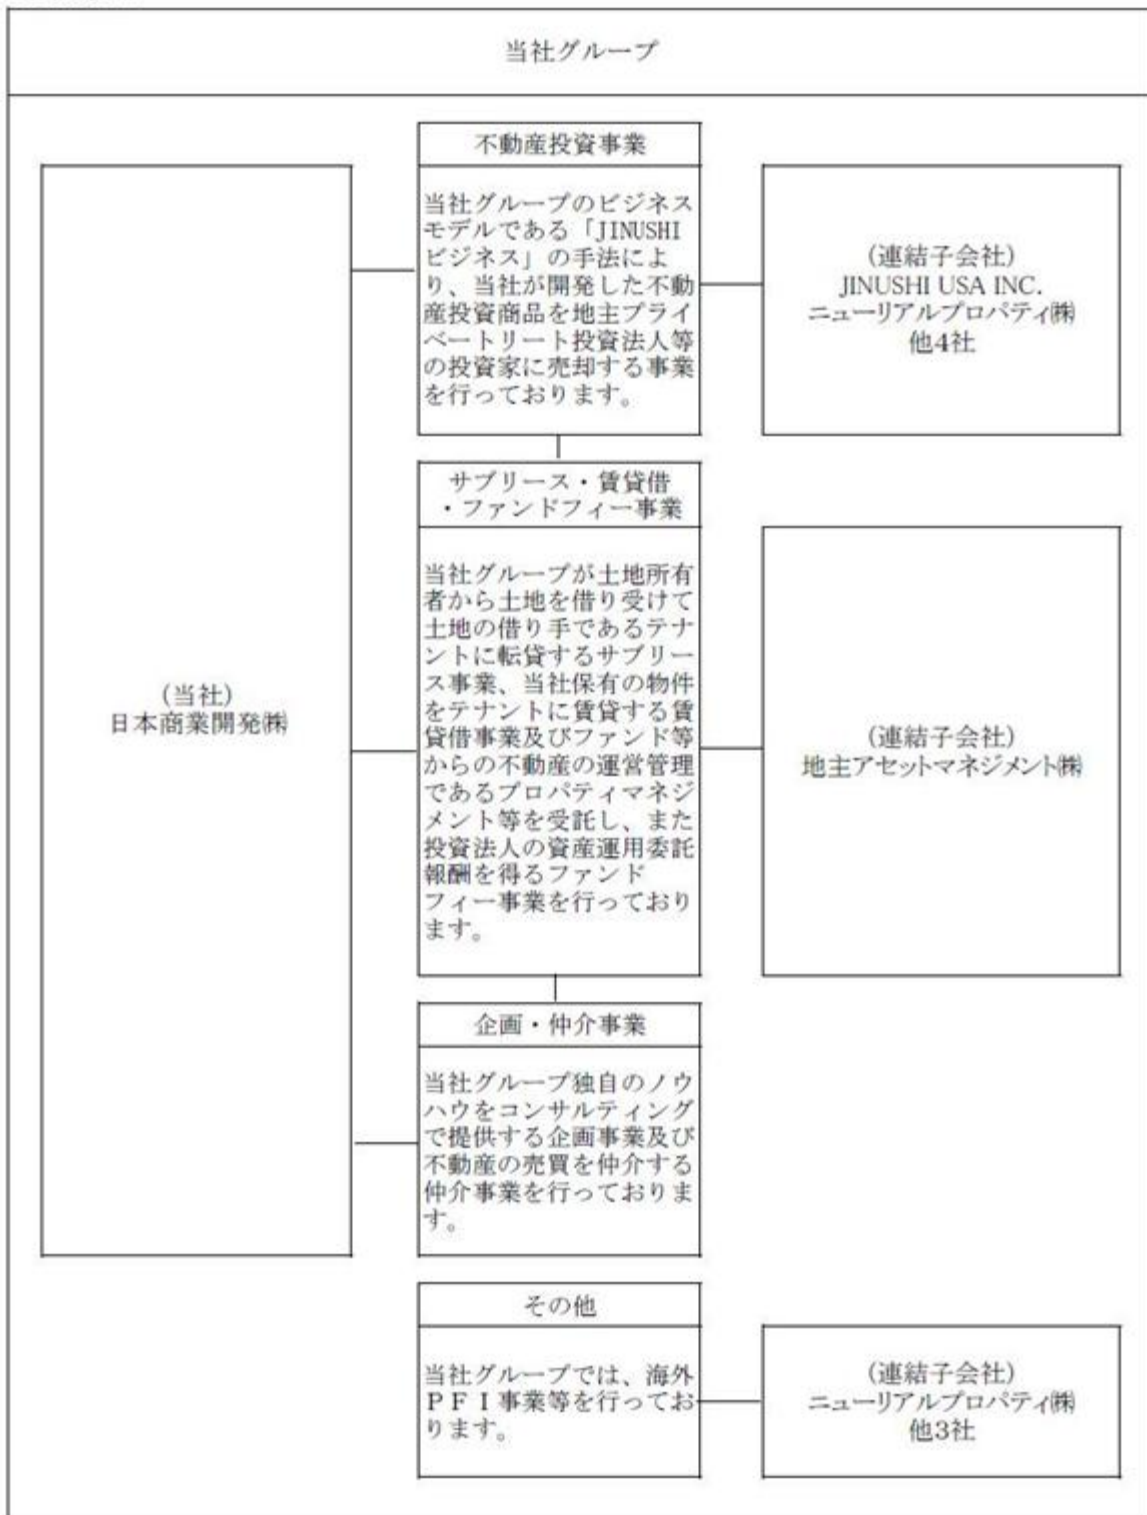 当社グループ
不動産投資事業
当社グループのビジネス
モデルである「JINUSHI
ビジネス」の手法によ
り、当社が開発した不動
産投資商品を地主プライ
ベートリート投資法人等
の投資家に売却する事業
を行っております。
(連結子会社)
JINUSHI USA INC.
ニューリアルプロパティ㈱
他4社
(当社)
日本商業開発㈱
サブリース・賃貸借
・ファンドフィー事業
当社グループが土地所有
者から土地を借り受けて
土地の借り手であるテナ
ントに転貸するサブリー
ス事業、当社保有の物件
をテナントに賃貸する賃
貸借事業及びファンド等
からの不動産の運営管理
であるプロパティマネジ
メント等を受託し、また
投資法人の資産運用委託
報酬を得るファンド
フィー事業を行っており
ます。
(連結子会社)
地主アセットマネジメント㈱
企画・仲介事業
当社グループ独自のノウ
ハウをコンサルティング
で提供する企画事業及び
不動産の売買を仲介する
仲介事業を行っておりま
す。
その他
当社グループでは、海外
ＰＦＩ事業等を行ってお
ります。
(連結子会社)
ニューリアルプロパティ㈱
他3社